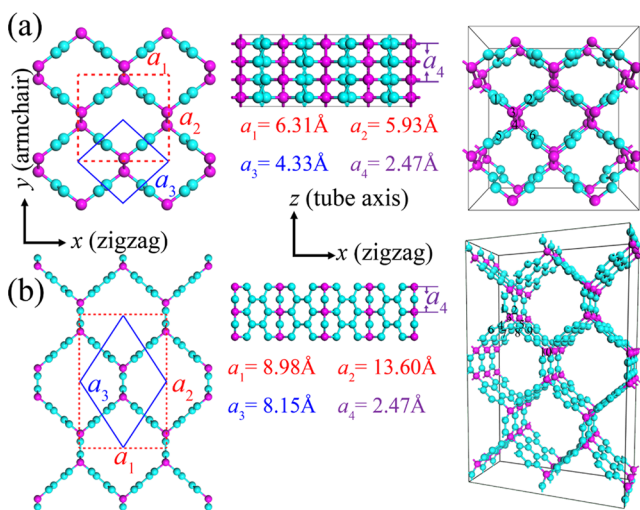 (a)
a1
a2
a3
y (armchair)
x (zigzag)
a4
a1= 6.31Å a2= 5.93Å
a3= 4.33Å a4= 2.47Å
z (tube axis)
x (zigzag)
(b)
a3
a2
a1
a4
a1= 8.98Å a2= 13.60Å
a3= 8.15Å a4= 2.47Å